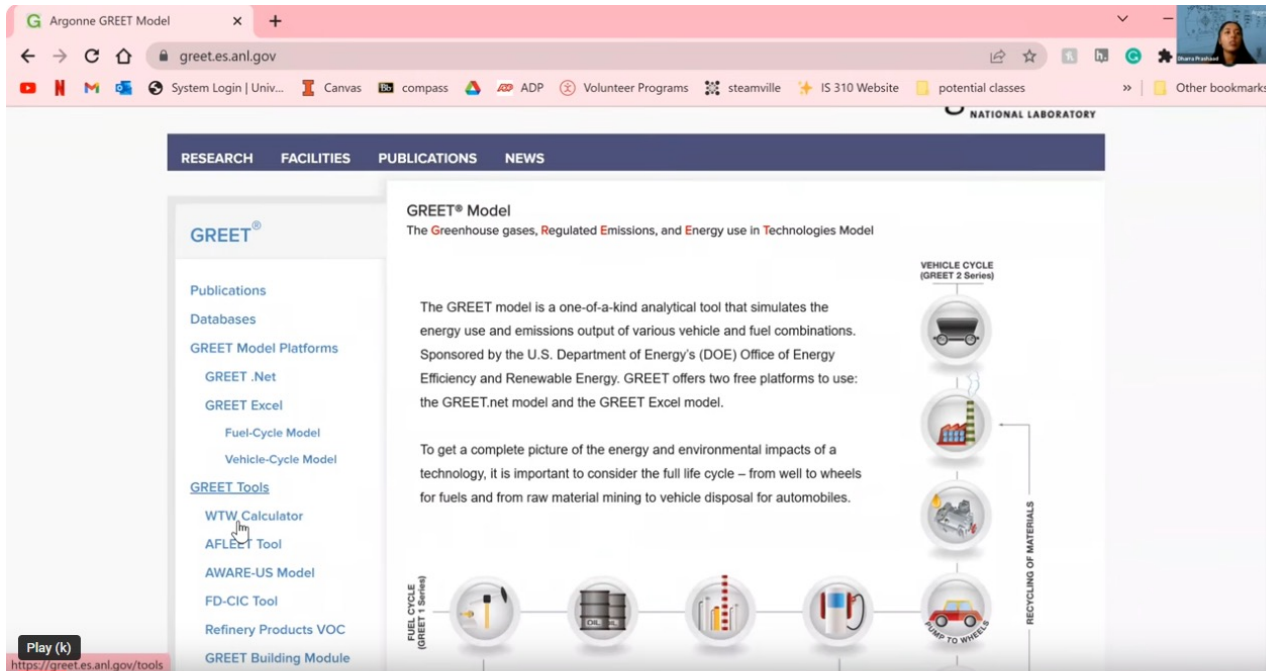 Argonne GREET Model
greet.es.anl.gov
System Login | Univ...
Canvas
compass
ADP
Volunteer Programs
steamville
IS 310 Website
potential classes
Other bookmarks
NATIONAL LABORATORY
RESEARCH FACILITIES PUBLICATIONS NEWS
GREET®
Publications
Databases
GREET Model Platforms
GREET .Net
GREET Excel
Fuel-Cycle Model
Vehicle-Cycle Model
GREET Tools
WTW Calculator
AFLEET Tool
AWARE-US Model
FD-CIC Tool
Refinery Products VOC
GREET Building Module
GREET® Model
The Greenhouse gases, Regulated Emissions, and Energy use in Technologies Model
The GREET model is a one-of-a-kind analytical tool that simulates the
energy use and emissions output of various vehicle and fuel combinations.
Sponsored by the U.S. Department of Energy's (DOE) Office of Energy
Efficiency and Renewable Energy. GREET offers two free platforms to use:
the GREET.net model and the GREET Excel model.
To get a complete picture of the energy and environmental impacts of a
technology, it is important to consider the full life cycle – from well to wheels
for fuels and from raw material mining to vehicle disposal for automobiles.
VEHICLE CYCLE
(GREET 2 Series)
RECYCLING OF MATERIALS
FUEL CYCLE
(GREET 1 Series)
OIL
PUMP TO WHEELS
Play (k)
https://greet.es.anl.gov/tools